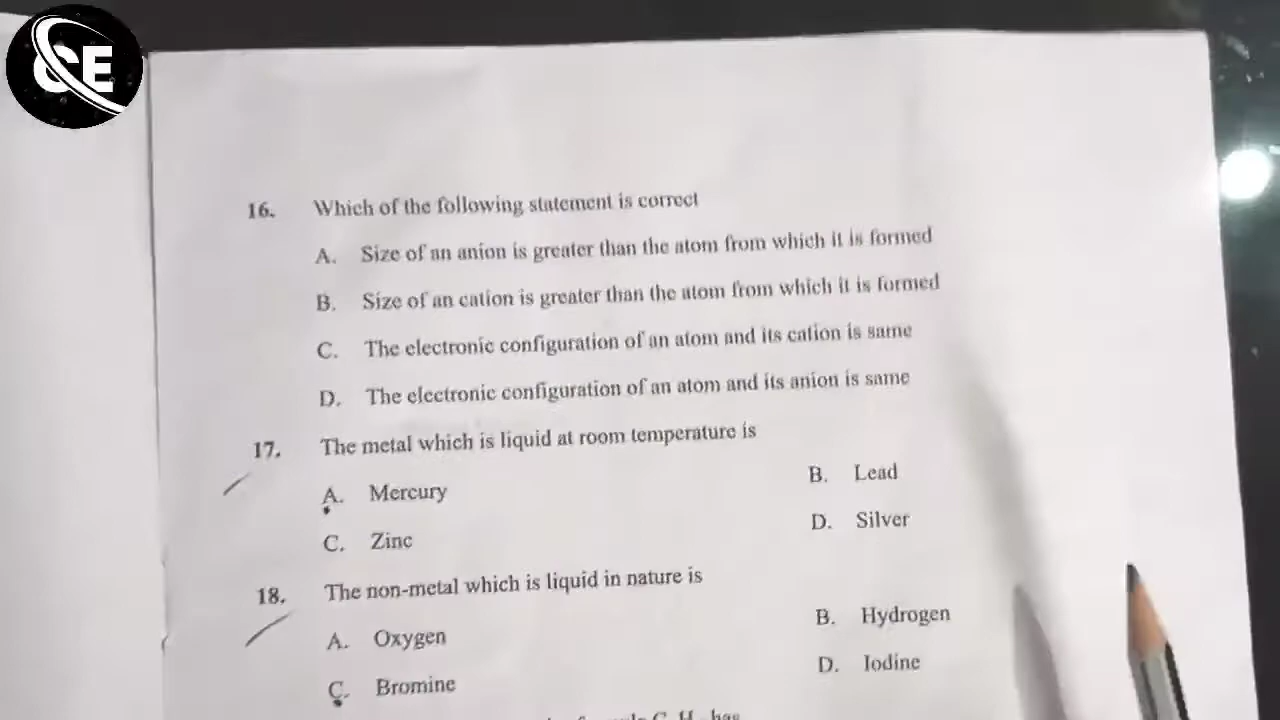 CE
16. Which of the following statement is correct
A. Size of an anion is greater than the atom from which it is formed
B. Size of an cation is greater than the atom from which it is formed
C. The electronic configuration of an atom and its cation is same
D. The electronic configuration of an atom and its anion is same
17. The metal which is liquid at room temperature is
A. Mercury B. Lead
C. Zinc D. Silver
18. The non-metal which is liquid in nature is
A. Oxygen B. Hydrogen
C. Bromine D. Iodine
has